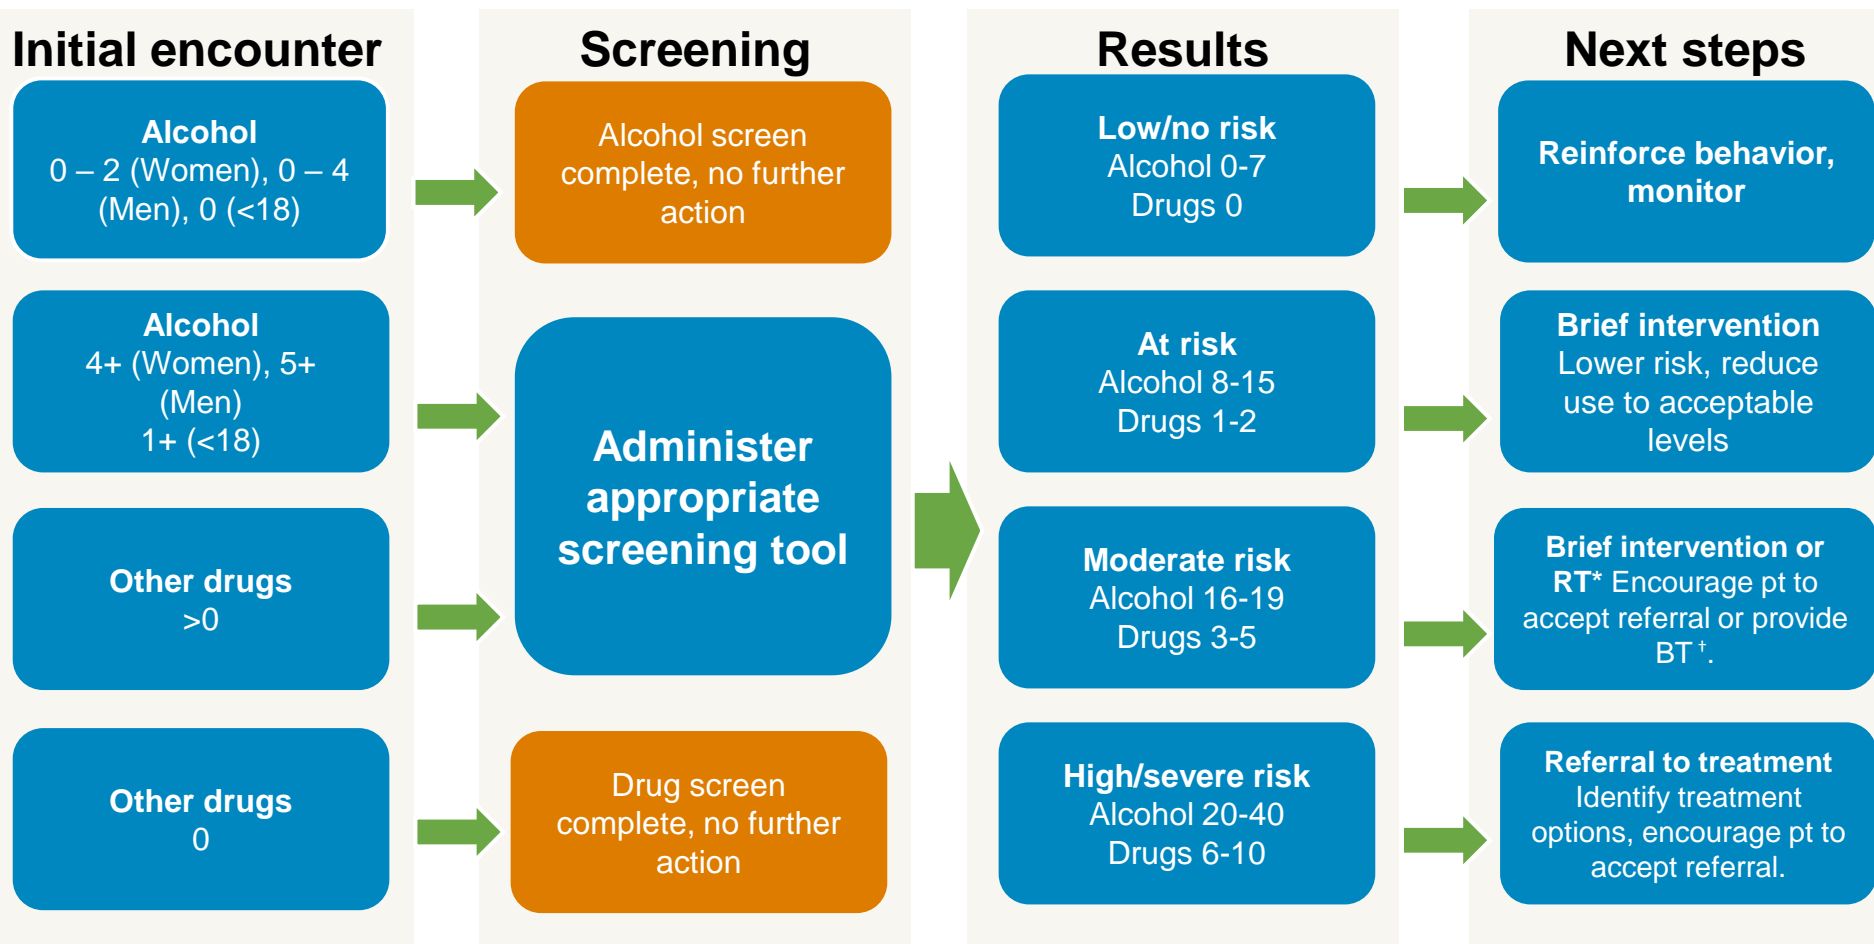 Initial encounter
Alcohol
0 – 2 (Women), 0 – 4
(Men), 0 (<18)
Alcohol
4+ (Women), 5+
(Men)
1+ (<18)
Other drugs
>0
Other drugs
0
Screening
Alcohol screen
complete, no further
action
Administer
appropriate
screening tool
Drug screen
complete, no further
action
Results
Low/no risk
Alcohol 0-7
Drugs 0
At risk
Alcohol 8-15
Drugs 1-2
Moderate risk
Alcohol 16-19
Drugs 3-5
High/severe risk
Alcohol 20-40
Drugs 6-10
Next steps
Reinforce behavior,
monitor
Brief intervention
Lower risk, reduce
use to acceptable
levels
Brief intervention or
RT* Encourage pt to
accept referral or provide
BT †.
Referral to treatment
Identify treatment
options, encourage pt to
accept referral.